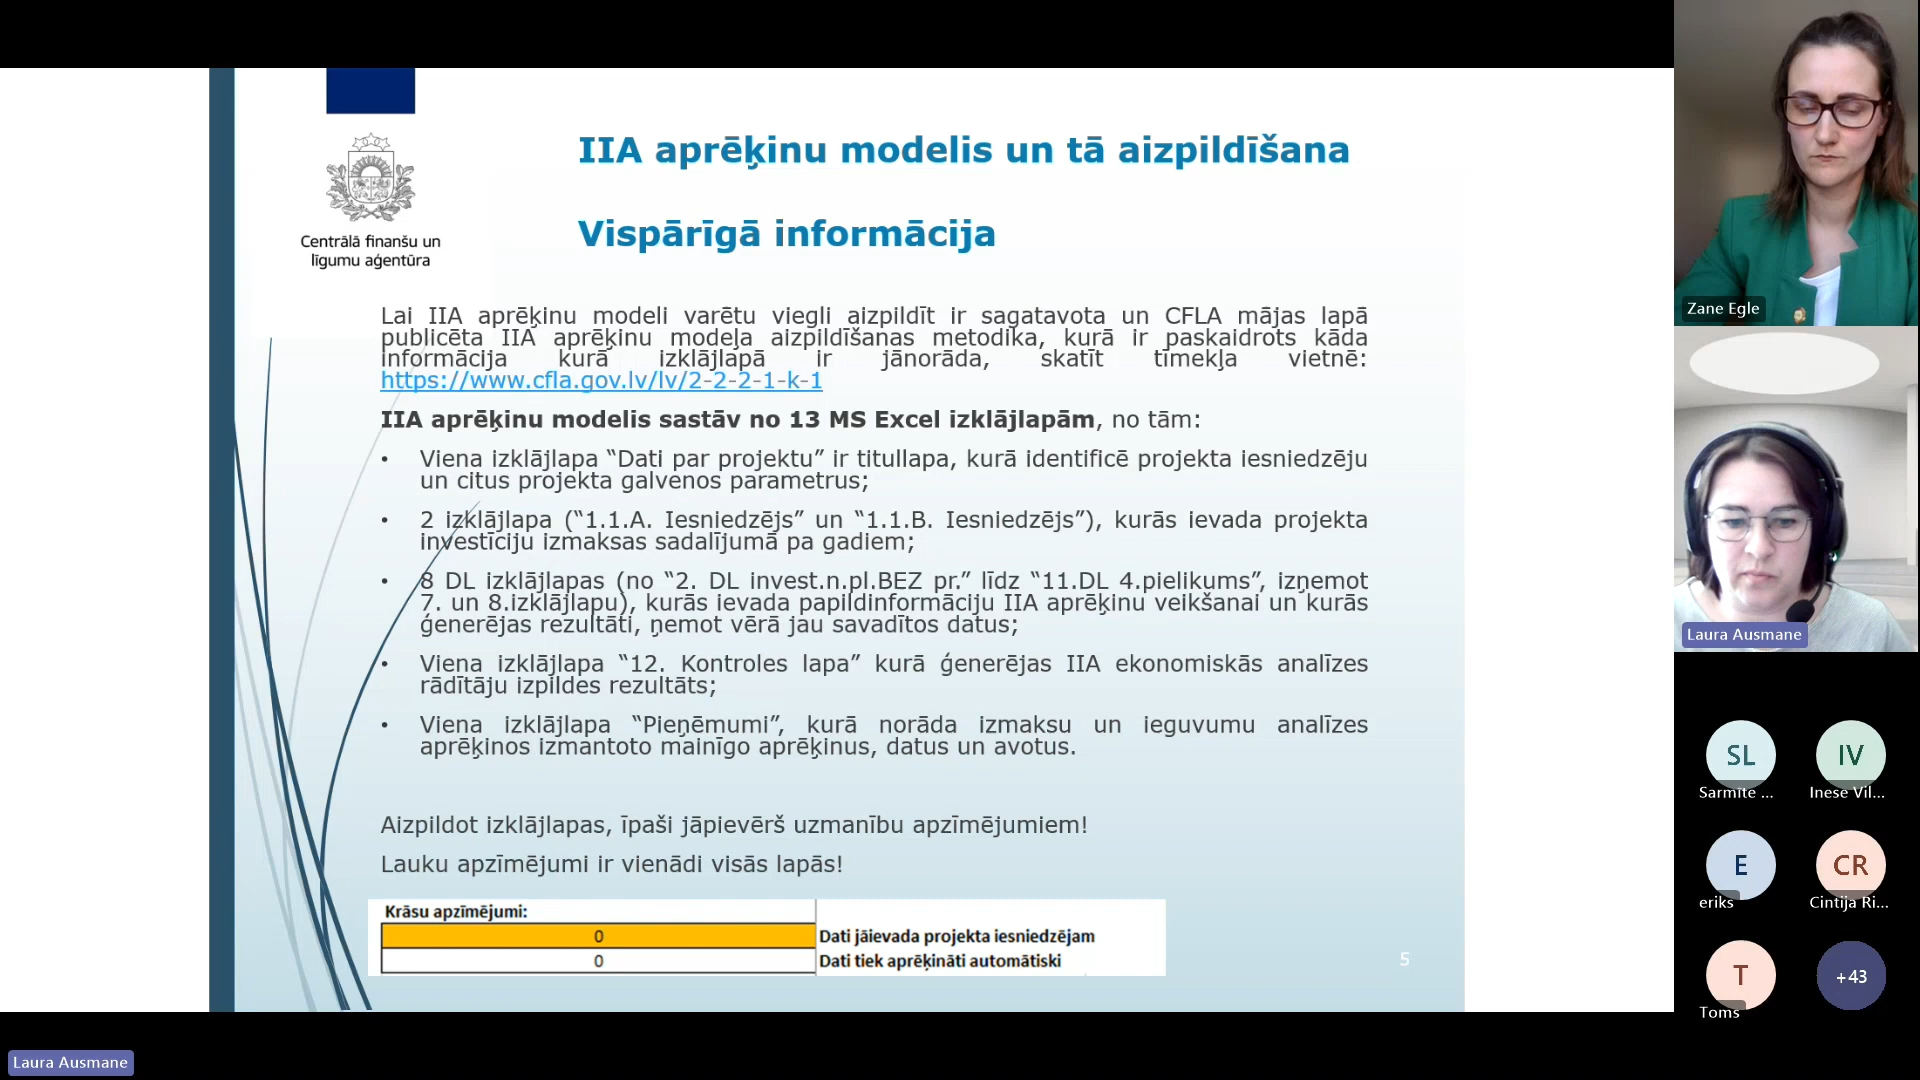 IIA aprēķinu modelis un tā aizpildīšana
Vispārīgā informācija
Centrālā finanšu un
līgumu aģentūra
Lai IIA aprēķinu modeli varētu viegli aizpildīt ir sagatavota un CFLA mājas lapā
publicēta IIA aprēķinu modeļa aizpildīšanas metodika, kurā ir paskaidrots kāda
informācija kurā izklājlapā ir jānorāda, skatīt tīmekļa vietnē:
https://www.cfla.gov.lv/lv/2-2-2-1-k-1
IIA aprēķinu modelis sastāv no 13 MS Excel izklājlapām, no tām:
• Viena izklājlapa “Dati par projektu” ir titullapa, kurā identificē projekta iesniedzēju
un citus projekta galvenos parametrus;
• 2 izklājlapa (“1.1.A. Iesniedzējs” un “1.1.B. Iesniedzējs”), kurās ievada projekta
investīciju izmaksas sadalījumā pa gadiem;
• 8 DL izklājlapas (no “2. DL invest.n.pl.BEZ pr.” līdz “11.DL 4.pielikums”, izņemot
7. un 8.izklājlapu), kurās ievada papildinformāciju IIA aprēķinu veikšanai un kurās
ģenerējas rezultāti, ņemot vērā jau savadītos datus;
• Viena izklājlapa “12. Kontroles lapa” kurā ģenerējas IIA ekonomiskās analīzes
rādītāju izpildes rezultāts;
• Viena izklājlapa “Pieņēmumi”, kurā norāda izmaksu un ieguvumu analīzes
aprēķinos izmantoto mainīgo aprēķinus, datus un avotus.
Aizpildot izklājlapas, īpaši jāpievērš uzmanību apzīmējumiem!
Lauku apzīmējumi ir vienādi visās lapās!
Krāsu apzīmējumi:
0 Dati jāievada projekta iesniedzējam
0 Dati tiek aprēķināti automātiski
5
Zane Egle
Laura Ausmane
SL IV
Sarmīte ... Inese Vil...
E CR
eriks Cintija Ri...
T +43
Toms
Laura Ausmane